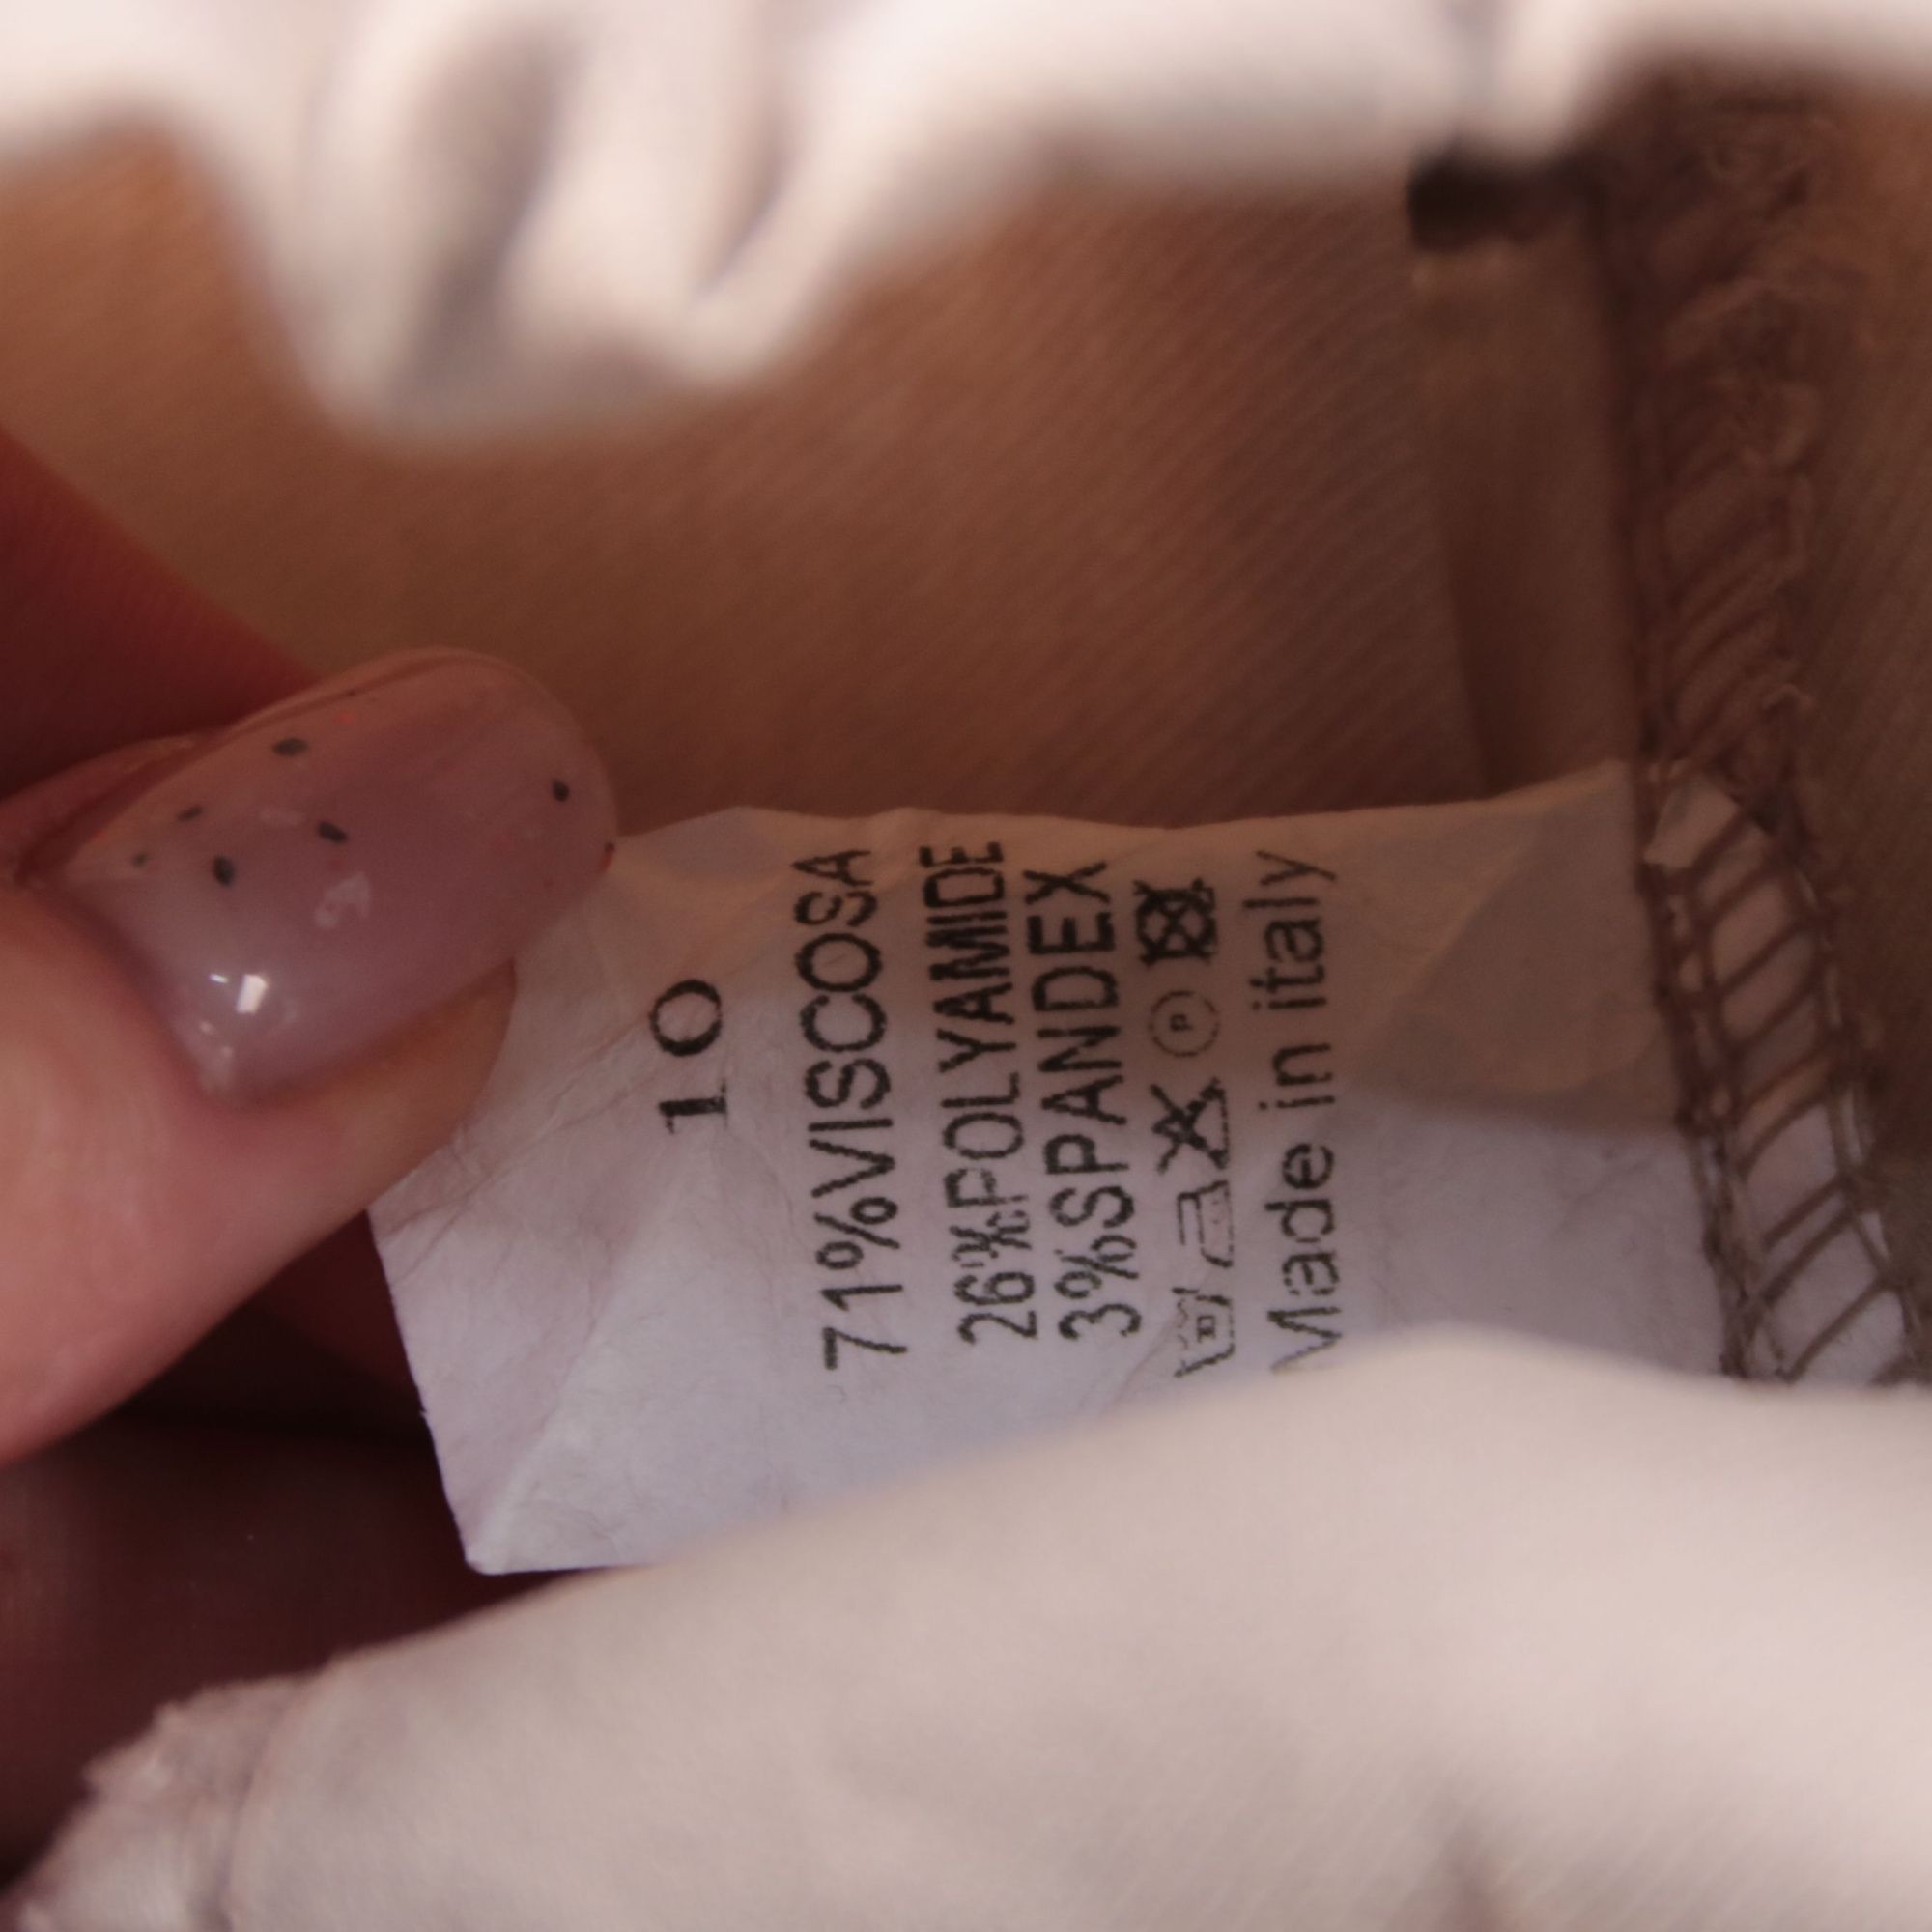 10
71%VISCOSA
26%POLYAMIDE
3%SPANDEX
P
Made in italy